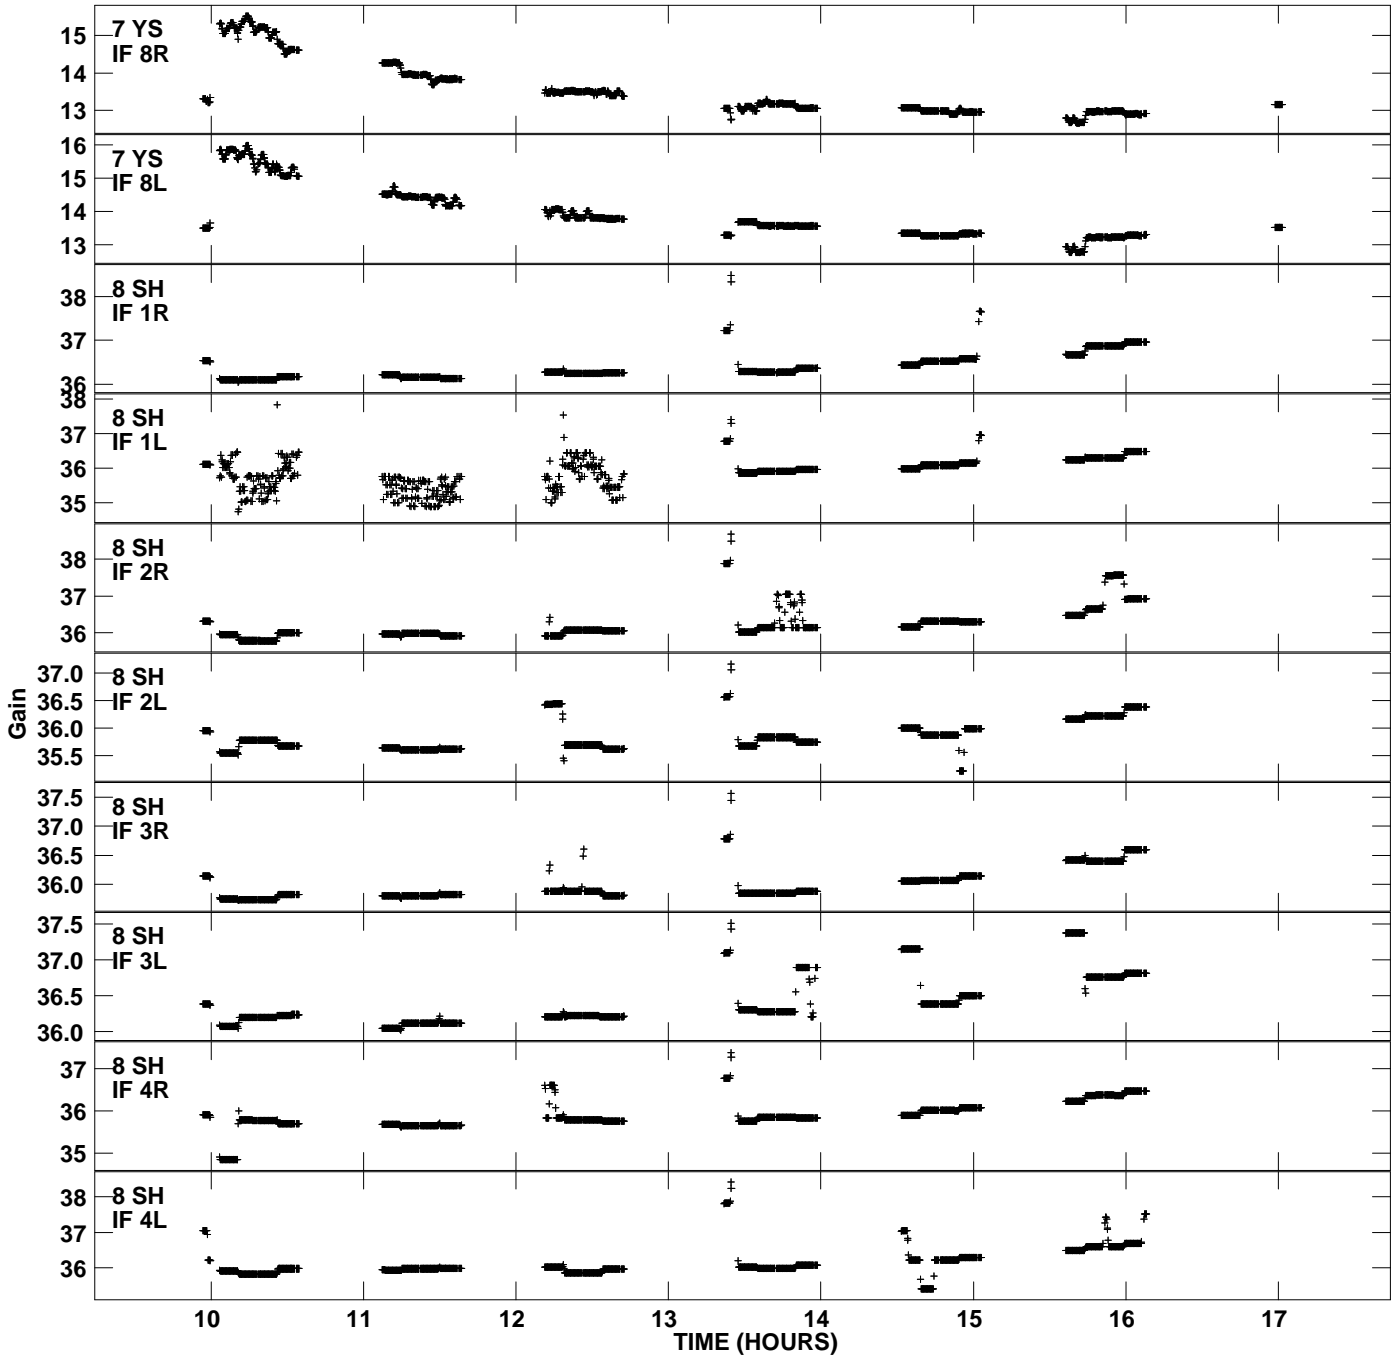 7 YS
IF 8R
15
14
13
7 YS
IF 8L
16
15
14
13
8 SH
IF 1R
38
37
36
8 SH
IF 1L
38
37
36
35
8 SH
IF 2R
38
37
36
8 SH
IF 2L
37.0
36.5
36.0
35.5
Gain
8 SH
IF 3R
37.5
37.0
36.5
36.0
8 SH
IF 3L
37.5
37.0
36.5
36.0
8 SH
IF 4R
37
36
35
8 SH
IF 4L
38
37
36
10 11 12 13 14 15 16 17
TIME (HOURS)